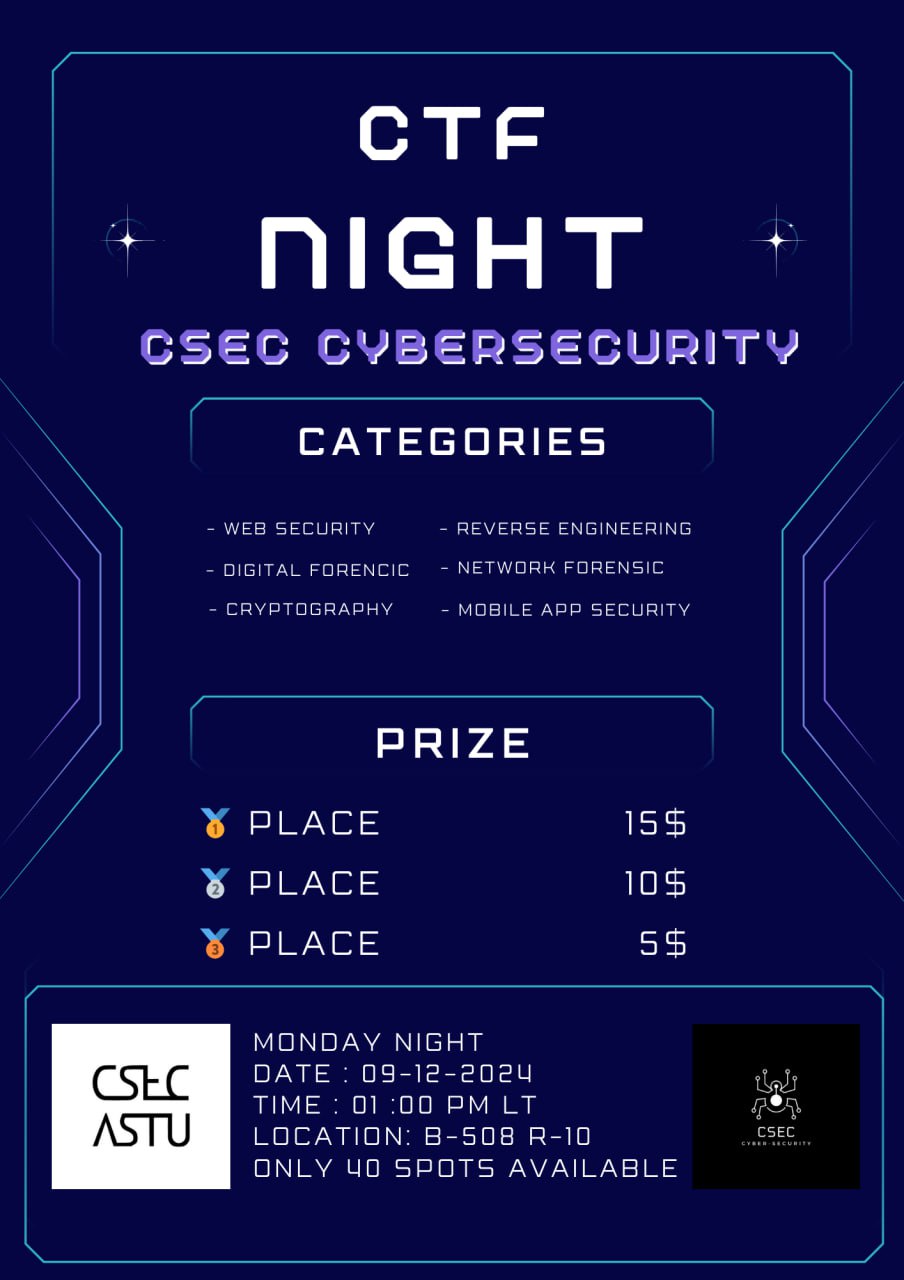 CTF
NIGHT
CSEC CYBERSECURITY
CATEGORIES
- WEB SECURITY
- DIGITAL FORENCIC
- CRYPTOGRAPHY
- REVERSE ENGINEERING
- NETWORK FORENSIC
- MOBILE APP SECURITY
PRIZE
🥇 PLACE 15$
🥈 PLACE 10$
🥉 PLACE 5$
CSEC
ASTU
MONDAY NIGHT
DATE : 09-12-2024
TIME : 01 :00 PM LT
LOCATION: B-508 R-10
ONLY 40 SPOTS AVAILABLE
CSEC
CYBER-SECURITY